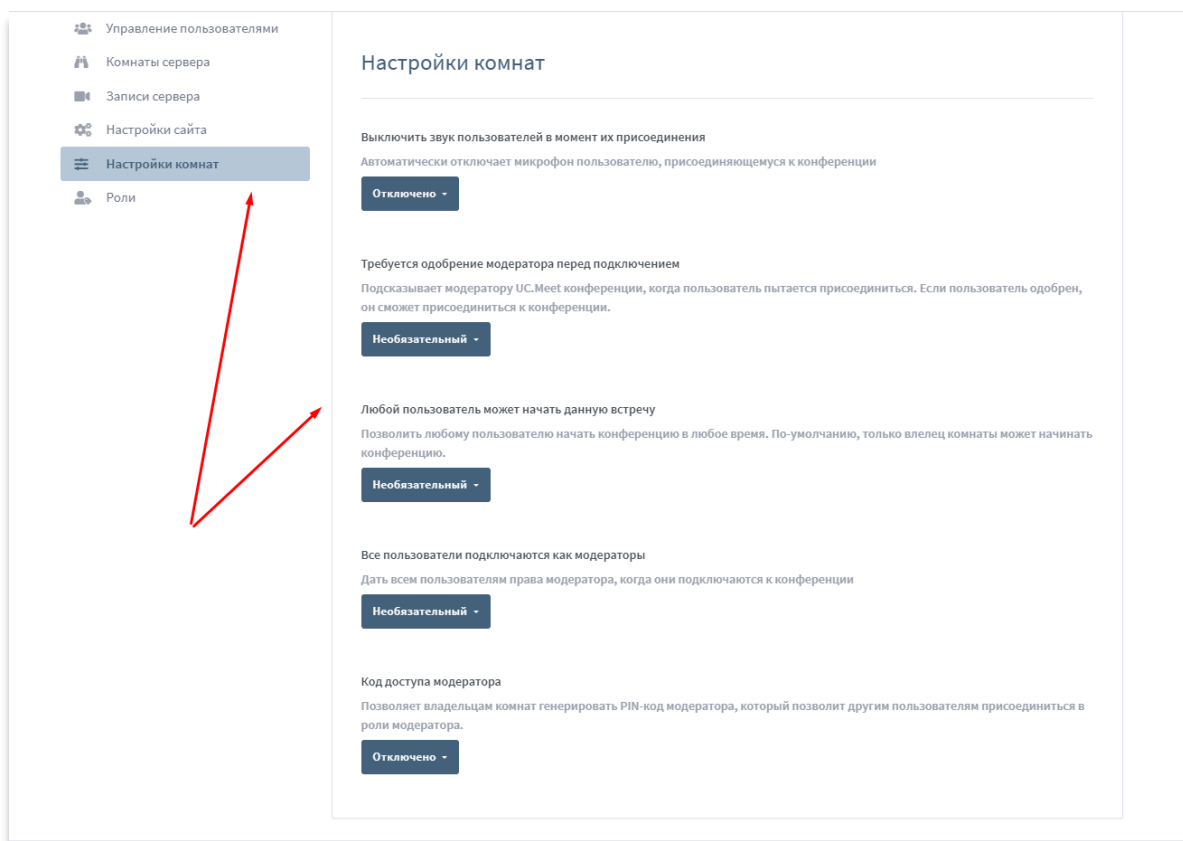 Управление пользователями
Комнаты сервера
Записи сервера
Настройки сайта
Настройки комнат
Роли
Настройки комнат
Выключить звук пользователей в момент их присоединения
Автоматически отключает микрофон пользователю, присоединяющемуся к конференции
Отключено
Требуется одобрение модератора перед подключением
Подсказывает модератору UC.Meet конференции, когда пользователь пытается присоединиться. Если пользователь одобрен,
он сможет присоединиться к конференции.
Необязательный
Любой пользователь может начать данную встречу
Позволить любому пользователю начать конференцию в любое время. По-умолчанию, только влелец комнаты может начинать
конференцию.
Необязательный
Все пользователи подключаются как модераторы
Дать всем пользователям права модератора, когда они подключаются к конференции
Необязательный
Код доступа модератора
Позволяет владельцам комнат генерировать PIN-код модератора, который позволит другим пользователям присоединиться в
роли модератора.
Отключено